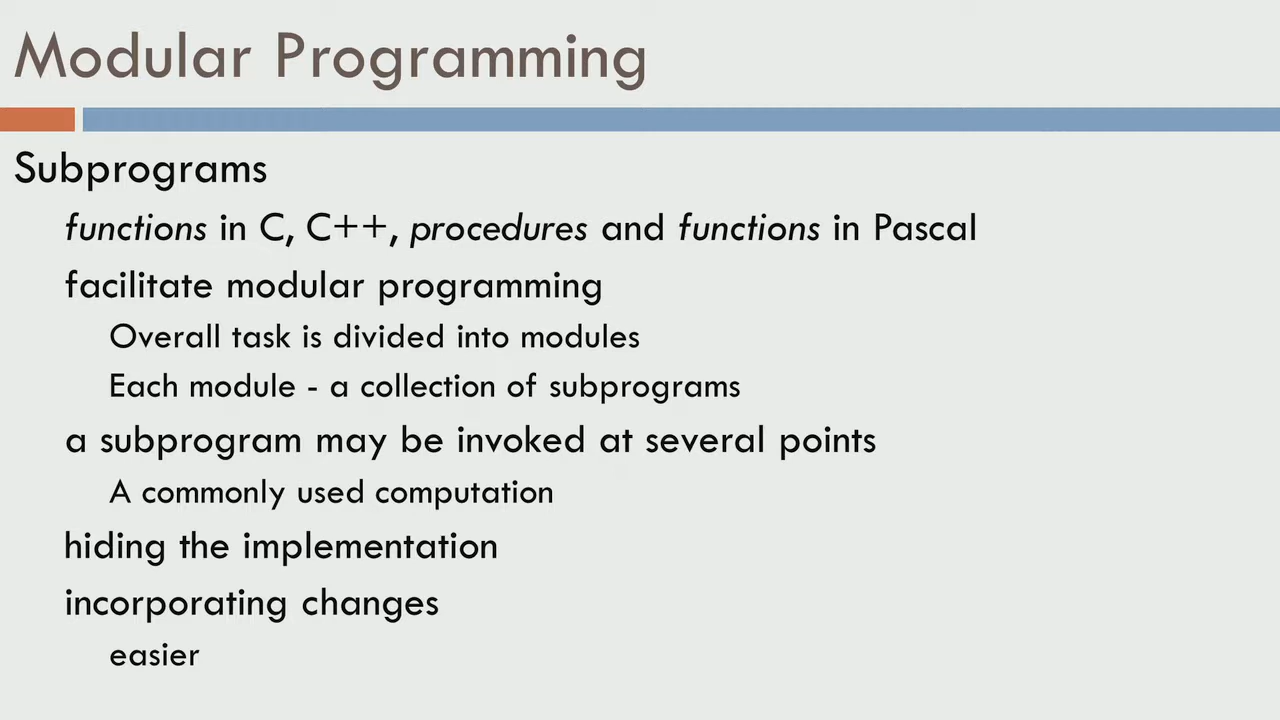 Modular Programming
Subprograms
functions in C, C++, procedures and functions in Pascal
facilitate modular programming
Overall task is divided into modules
Each module - a collection of subprograms
a subprogram may be invoked at several points
A commonly used computation
hiding the implementation
incorporating changes
easier